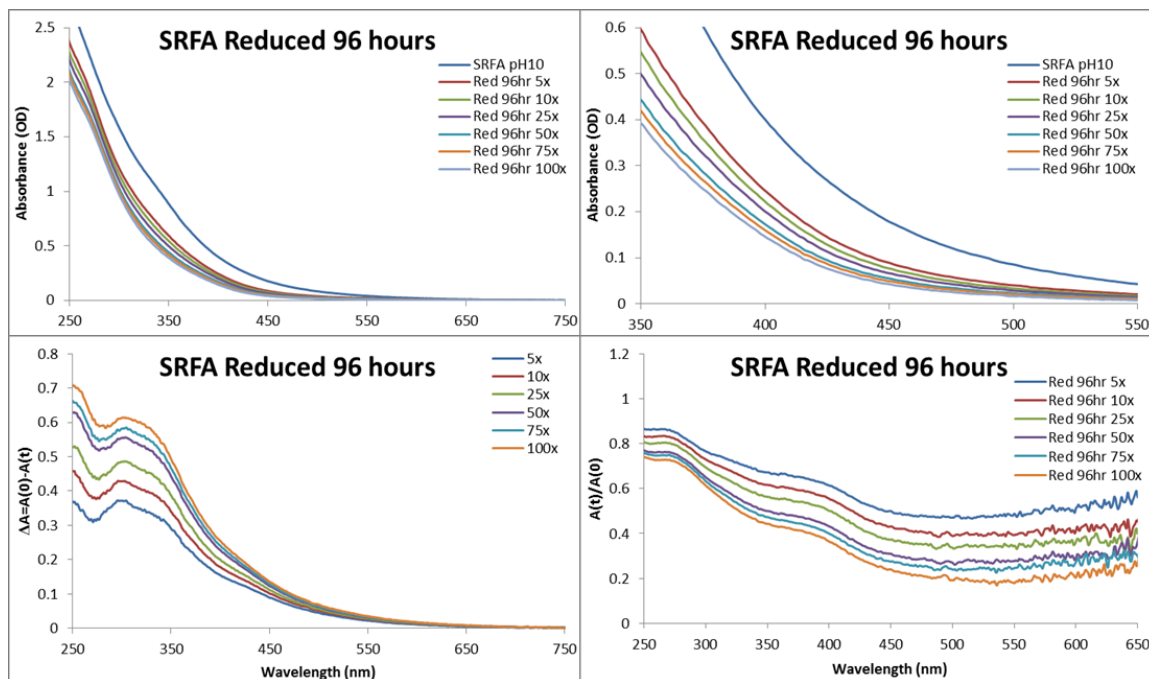 SRFA Reduced 96 hours
Absorbance (OD)
2.5
2
1.5
1
0.5
0
250 350 450 550 650 750
SRFA pH10
Red 96hr 5x
Red 96hr 10x
Red 96hr 25x
Red 96hr 50x
Red 96hr 75x
Red 96hr 100x
SRFA Reduced 96 hours
Absorbance (OD)
0.6
0.5
0.4
0.3
0.2
0.1
0
350 400 450 500 550
SRFA pH10
Red 96hr 5x
Red 96hr 10x
Red 96hr 25x
Red 96hr 50x
Red 96hr 75x
Red 96hr 100x
SRFA Reduced 96 hours
ΔA=A(0)-A(t)
0.8
0.7
0.6
0.5
0.4
0.3
0.2
0.1
0
250 350 450 550 650 750
Wavelength (nm)
5x
10x
25x
50x
75x
100x
SRFA Reduced 96 hours
A(t)/A(0)
1.2
1
0.8
0.6
0.4
0.2
0
250 300 350 400 450 500 550 600 650
Wavelength (nm)
Red 96hr 5x
Red 96hr 10x
Red 96hr 25x
Red 96hr 50x
Red 96hr 75x
Red 96hr 100x